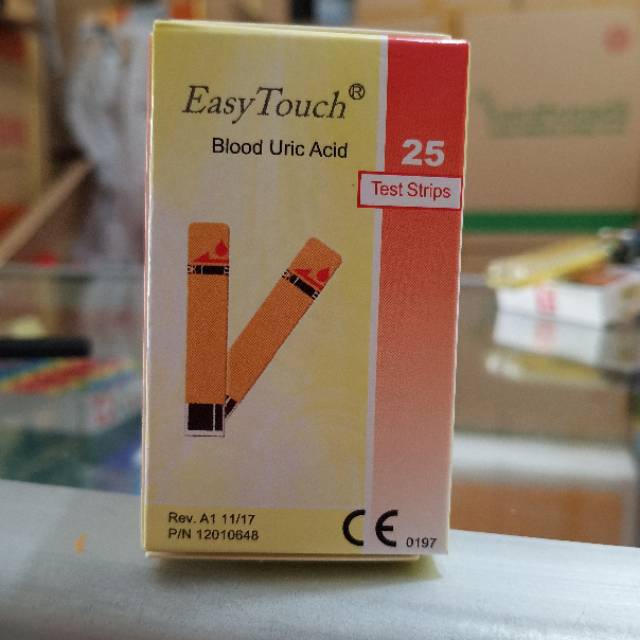 EasyTouch®
Blood Uric Acid
25
Test Strips
Rev. A1 11/17
P/N 12010648
CE 0197